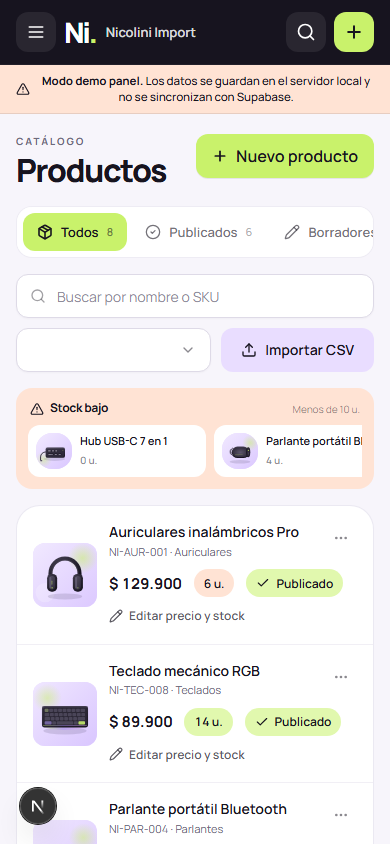 Ni. Nicolini Import
Modo demo panel. Los datos se guardan en el servidor local y
no se sincronizan con Supabase.
CATÁLOGO
Productos
Nuevo producto
Todos 8
Publicados 6
Borradores
Buscar por nombre o SKU
Importar CSV
Stock bajo
Menos de 10 u.
Hub USB-C 7 en 1
0 u.
Parlante portátil Bl
4 u.
Auriculares inalámbricos Pro
NI-AUR-001 · Auriculares
$ 129.900
6 u.
Publicado
Editar precio y stock
Teclado mecánico RGB
NI-TEC-008 · Teclados
$ 89.900
14 u.
Publicado
Editar precio y stock
Parlante portátil Bluetooth
NI-PAR-004 · Parlantes
N